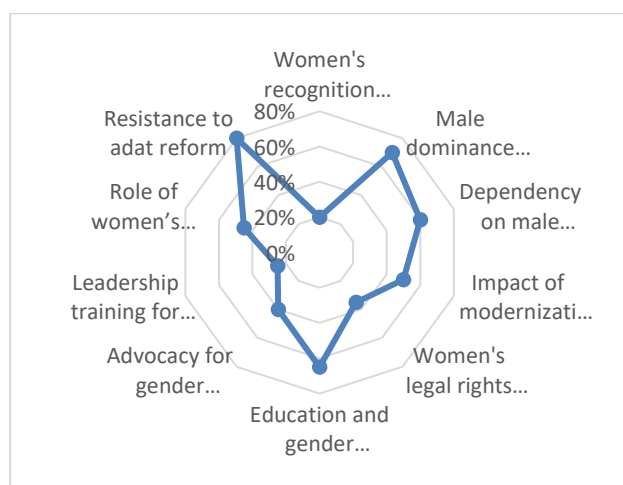 Women's
recognition...
80%
60%
40%
20%
0%
Male
dominance...
Dependency
on male...
Impact of
modernizati...
Women's
legal rights...
Education and
gender...
Advocacy for
gender...
Leadership
training for...
Role of
women’s...
Resistance to
adat reform